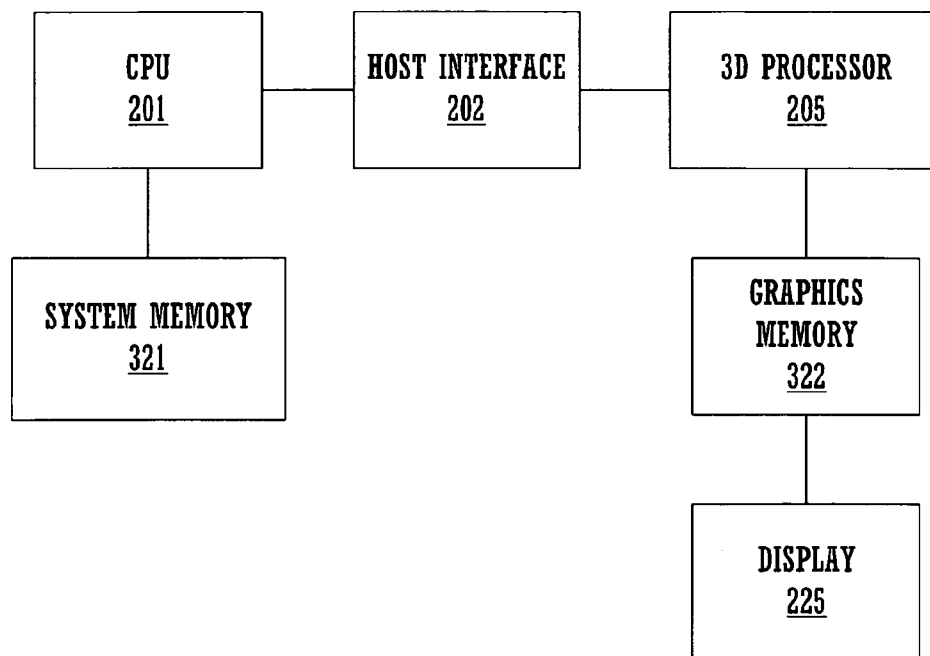 CPU
201
HOST INTERFACE
202
3D PROCESSOR
205
SYSTEM MEMORY
321
GRAPHICS
MEMORY
322
DISPLAY
225